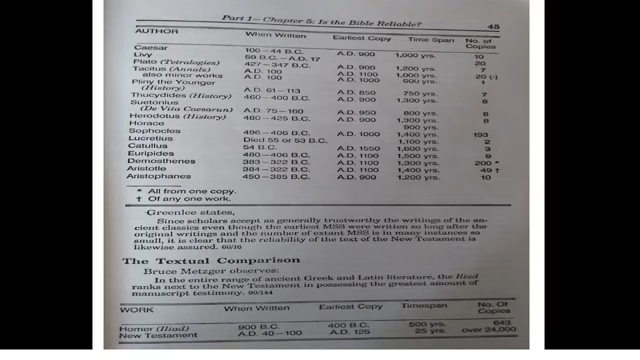 Part 1—Chapter 5: Is the Bible Reliable? 45
AUTHOR When Written Earliest Copy Time Span No. of Copies
Caesar 100—44 B.C. A.D. 900 1,000 yrs. 10
Livy 59 B.C.—A.D. 17 20
Plato (Tetralogies) 427—347 B.C. A.D. 900 1,200 yrs. 7
Tacitus (Annals) A.D. 100 A.D. 1100 1,000 yrs. 20 (-)
also minor works A.D. 100 A.D. 1000 900 yrs. 1
Pliny the Younger
(History) A.D. 61—113 A.D. 850 750 yrs. 7
Thucydides (History) 460—400 B.C. A.D. 900 1,300 yrs. 8
Suetonius
(De Vita Caesarun) A.D. 75—160 A.D. 950 800 yrs. 8
Herodotus (History) 480—425 B.C. A.D. 900 1,300 yrs. 8
Horace 900 yrs.
Sophocles 496—406 B.C. A.D. 1000 1,400 yrs. 193
Lucretius Died 55 or 53 B.C. 1,100 yrs. 2
Catullus 54 B.C. A.D. 1550 1,600 yrs. 3
Euripides 480—406 B.C. A.D. 1100 1,500 yrs. 9
Demosthenes 383—322 B.C. A.D. 1100 1,300 yrs. 200 *
Aristotle 384—322 B.C. A.D. 1100 1,400 yrs. 49 †
Aristophanes 450—385 B.C. A.D. 900 1,200 yrs. 10
* All from one copy.
† Of any one work.
Greenlee states,
Since scholars accept as generally trustworthy the writings of the an-
cient classics even though the earliest MSS were written so long after the
original writings and the number of extant MSS is in many instances so
small, it is clear that the reliability of the text of the New Testament is
likewise assured. 60/16
The Textual Comparison
Bruce Metzger observes:
In the entire range of ancient Greek and Latin literature, the Iliad
ranks next to the New Testament in possessing the greatest amount of
manuscript testimony. 90/144
WORK When Written Earliest Copy Timespan No. Of Copies
Homer (Iliad) 900 B.C. 400 B.C. 500 yrs. 643
New Testament A.D. 40—100 A.D. 125 25 yrs. over 24,000